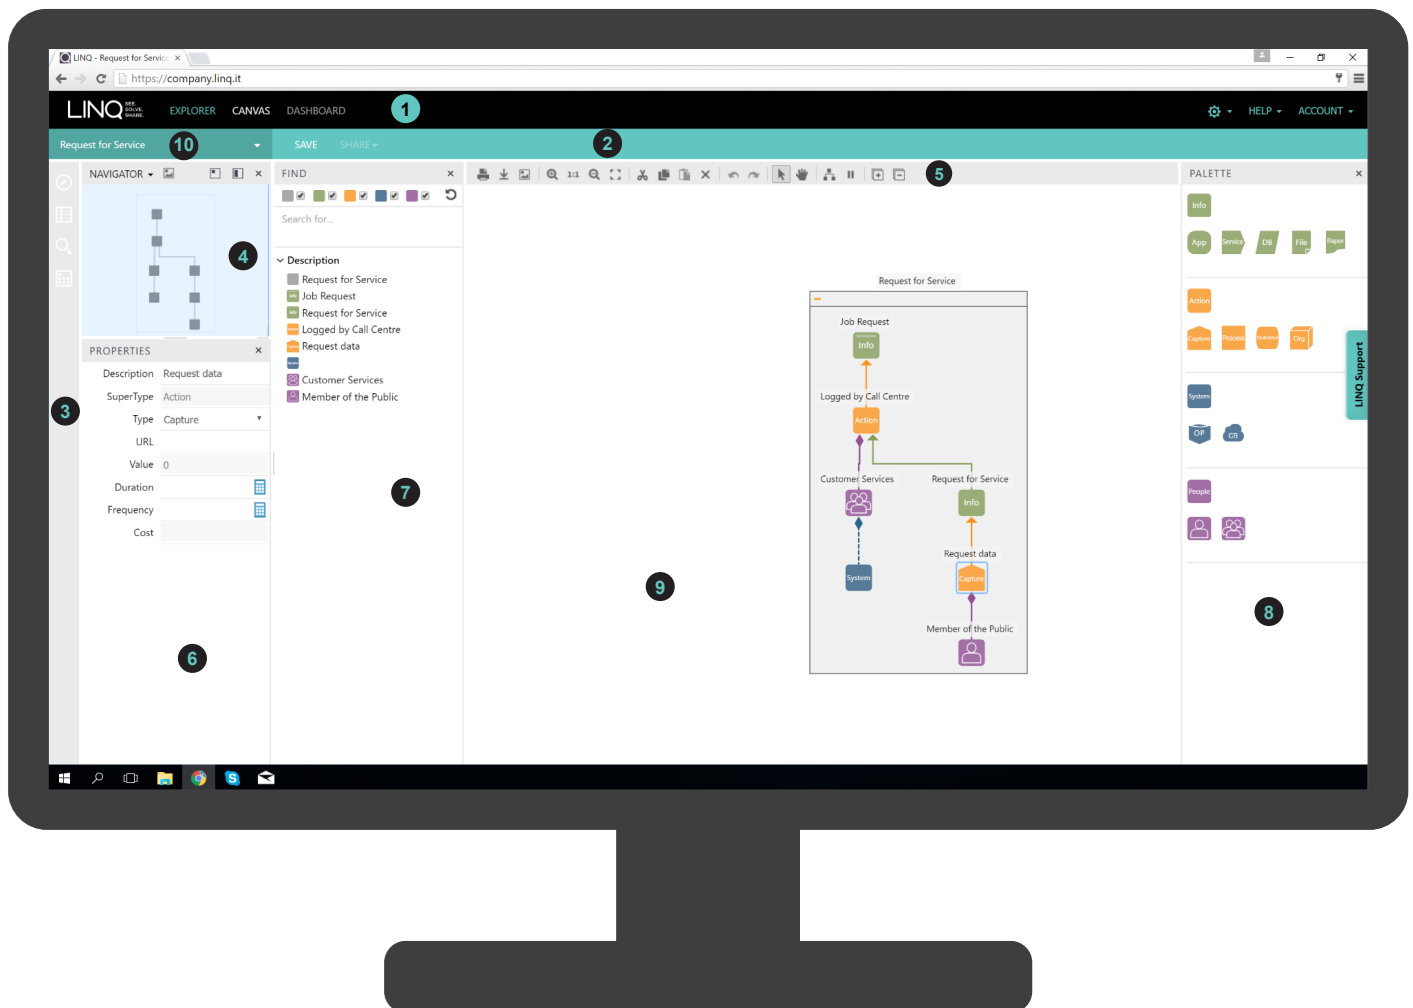 LINQ - Request for Servic
https://company.linq.it
LINQ SEE. SOLVE. SHARE.
EXPLORER CANVAS DASHBOARD 1 HELP ACCOUNT
Request for Service 10 SAVE SHARE 2
NAVIGATOR
FIND
1:1
5
PALETTE
Search for...
4
Description
Request for Service
Info Job Request
Info Request for Service
Logged by Call Centre
Request data
Customer Services
Member of the Public
7
PROPERTIES
Description Request data
SuperType Action
3
Type Capture
URL
Value 0
Duration
Frequency
Cost
6
Request for Service
Job Request
Info
Logged by Call Centre
Action
Customer Services
Request for Service
Info
Request data
System
Capture
Member of the Public
9
Info
App Service DB File Paper
Action
Capture Process Outcome Org
System
OP CB
People
8
LINQ Support